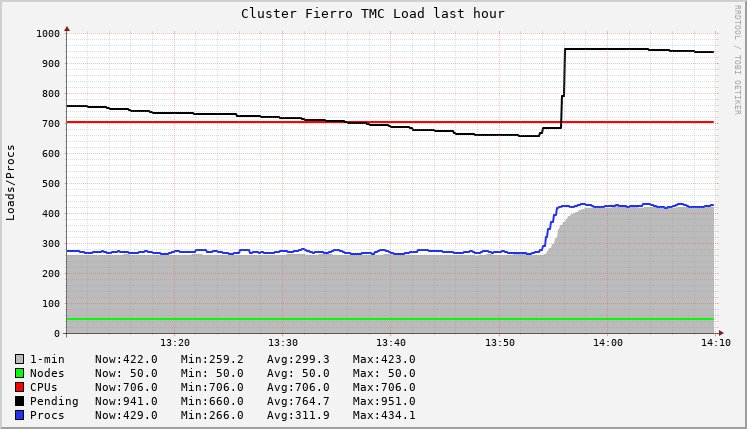 Cluster Fierro TMC Load last hour
RRDTOOL / TOBI OETIKER
Loads/Procs
1000
900
800
700
600
500
400
300
200
100
0
13:20 13:30 13:40 13:50 14:00 14:10
1-min Now:422.0 Min:259.2 Avg:299.3 Max:423.0
Nodes Now: 50.0 Min: 50.0 Avg: 50.0 Max: 50.0
CPUs Now:706.0 Min:706.0 Avg:706.0 Max:706.0
Pending Now:941.0 Min:660.0 Avg:764.7 Max:951.0
Procs Now:429.0 Min:266.0 Avg:311.9 Max:434.1